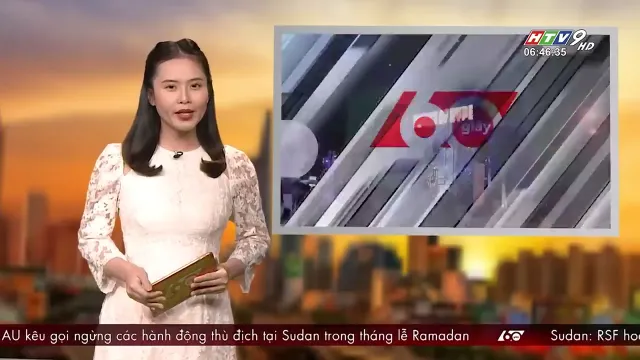 HTV9 HD
06:46:35
60 giây
AU kêu gọi ngừng các hành động thù địch tại Sudan trong tháng lễ Ramadan
60
Sudan: RSF ho